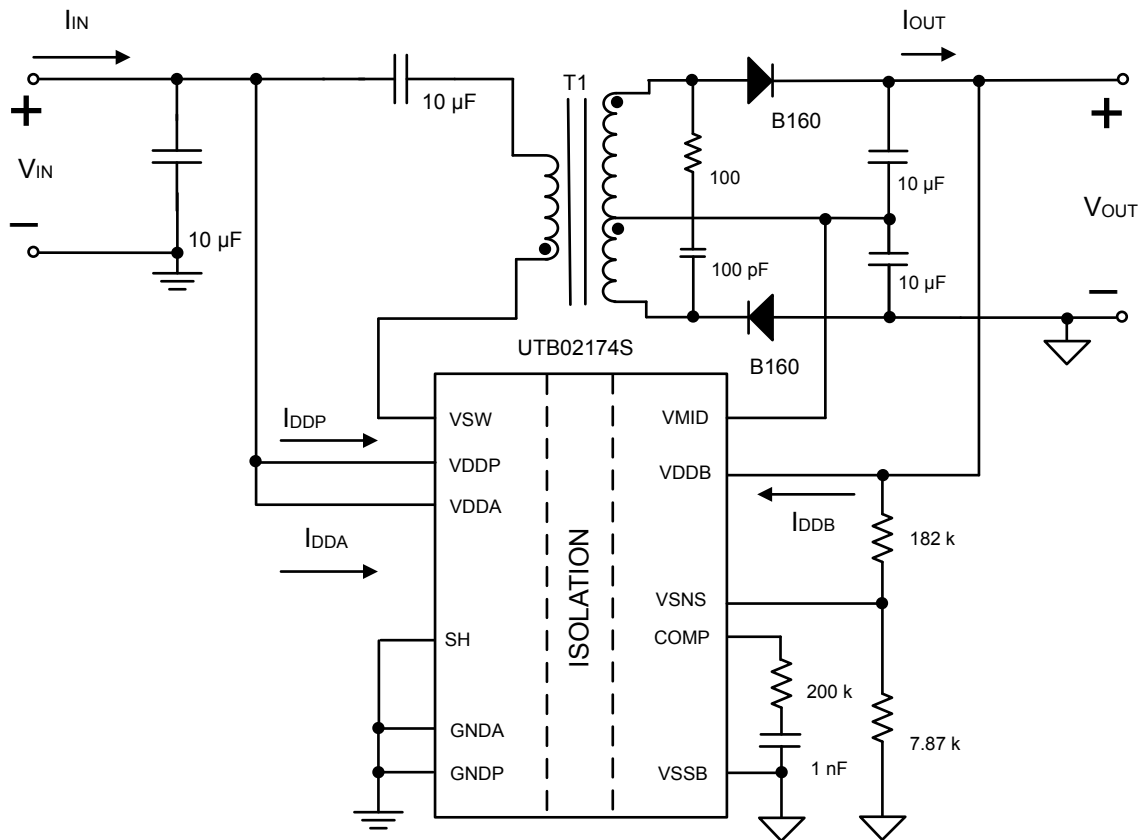 IIN
IOUT
T1
10 µF
B160
+
+
100
VIN
10 µF
VOUT
−
10 µF
100 pF
10 µF
−
UTB02174S
B160
IDDP
VSW
VMID
VDDP
VDDB
VDDA
IDDB
IDDA
182 k
ISOLATION
VSNS
SH
COMP
200 k
GNDA
7.87 k
GNDP
VSSB
1 nF